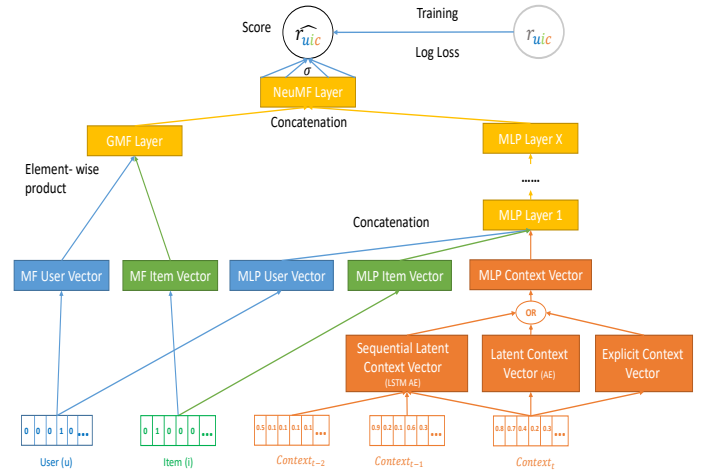 Score
r̂uic
Training
ruic
Log Loss
σ
NeuMF Layer
Concatenation
GMF Layer
MLP Layer X
Element- wise
product
......
MLP Layer 1
Concatenation
MF User Vector
MF Item Vector
MLP User Vector
MLP Item Vector
MLP Context Vector
OR
Sequential Latent
Context Vector
(LSTM AE)
Latent Context
Vector (AE)
Explicit Context
Vector
0 0 0 1 0 ...
0 1 0 0 0 ...
0.5 0.1 0.1 0.1 0.1 ...
0.9 0.2 0.1 0.6 0.3 ...
0.8 0.7 0.4 0.2 0.3 ...
User (u)
Item (i)
Context_{t−2}
Context_{t−1}
Context_t